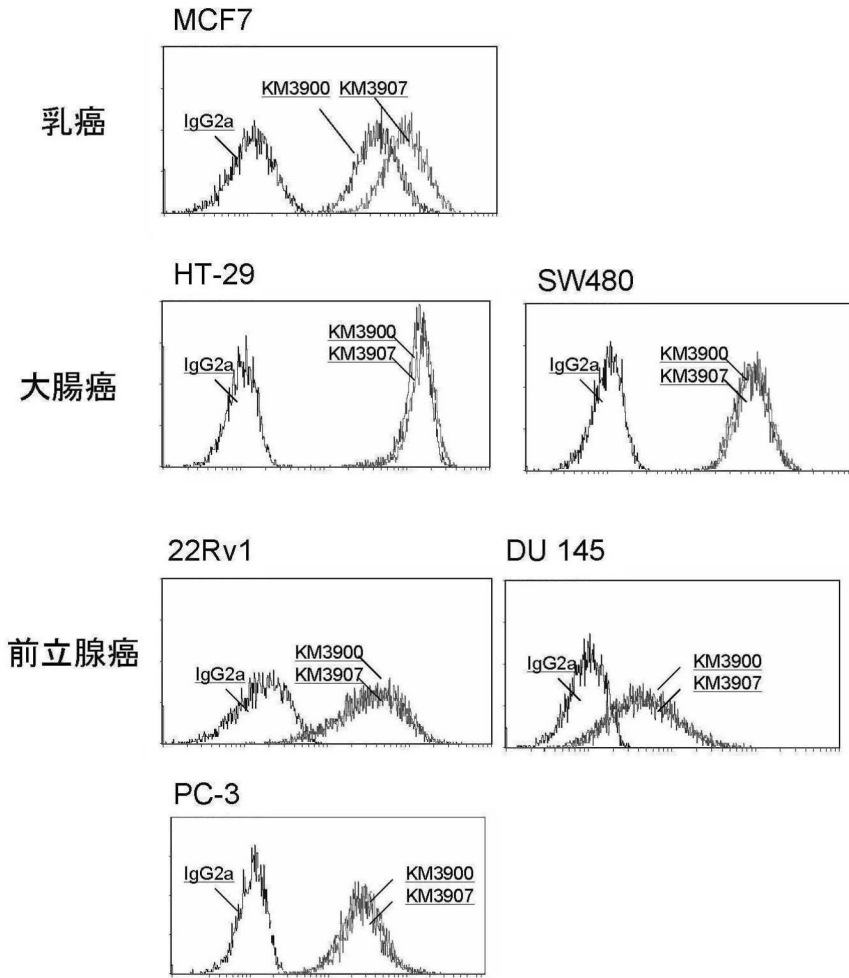 MCF7
乳癌
KM3900 KM3907
IgG2a
HT-29
SW480
大腸癌
KM3900
KM3907
IgG2a
KM3900
KM3907
IgG2a
22Rv1
DU 145
前立腺癌
KM3900
KM3907
IgG2a
KM3900
KM3907
IgG2a
PC-3
KM3900
KM3907
IgG2a